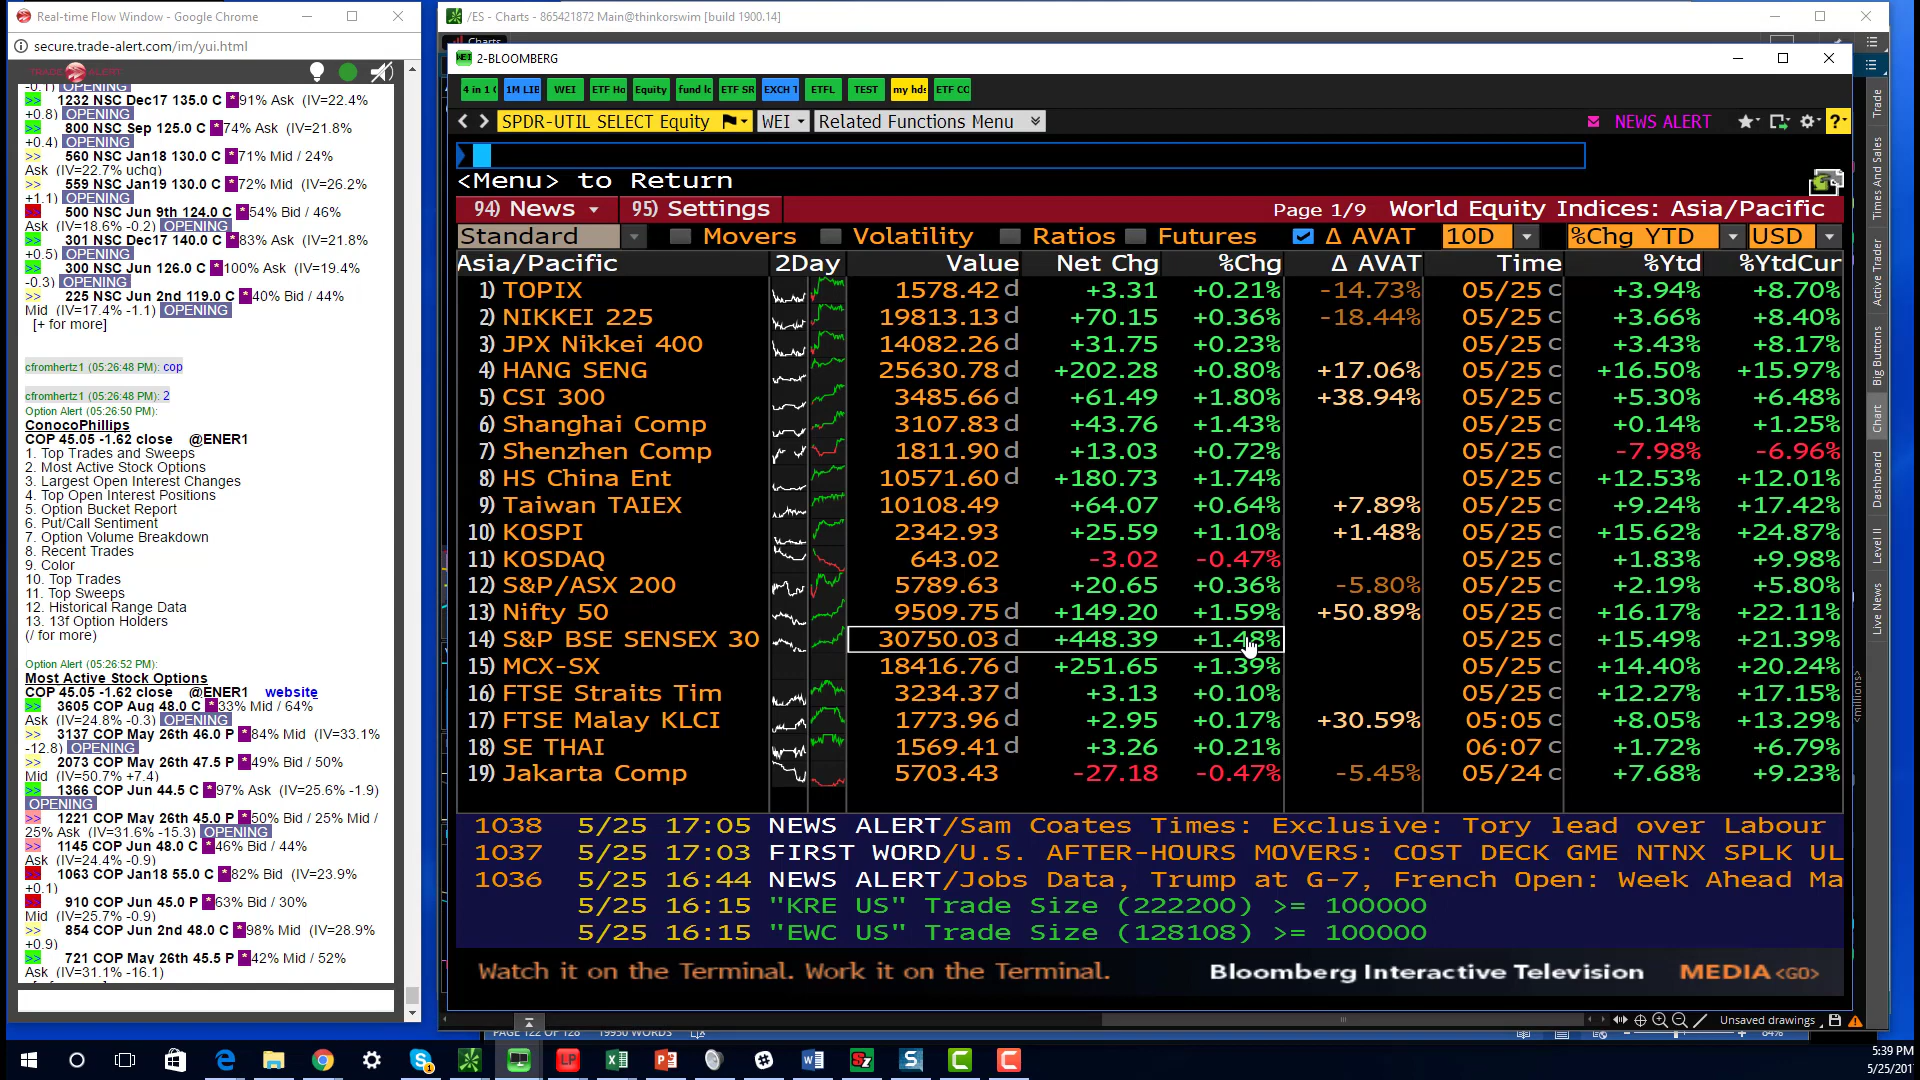 Real-time Flow Window - Google Chrome
secure.trade-alert.com/im/yui.html
-0.1) OPENING
>> 1232 NSC Dec17 135.0 C * 91% Ask (IV=22.4%
+0.8) OPENING
>> 800 NSC Sep 125.0 C * 74% Ask (IV=21.8%
+0.4) OPENING
>> 560 NSC Jan18 130.0 C * 71% Mid / 24%
Ask (IV=22.7% uchg)
>> 559 NSC Jan19 130.0 C * 72% Mid (IV=26.2%
+1.1) OPENING
500 NSC Jun 9th 124.0 C * 54% Bid / 46%
Ask (IV=18.6% -0.2) OPENING
>> 301 NSC Dec17 140.0 C * 83% Ask (IV=21.8%
+0.5) OPENING
>> 300 NSC Jun 126.0 C * 100% Ask (IV=19.4%
-0.3) OPENING
>> 225 NSC Jun 2nd 119.0 C * 40% Bid / 44%
Mid (IV=17.4% -1.1) OPENING
[+ for more]
cfromhertz1 (05:26:48 PM): cop
cfromhertz1 (05:26:48 PM): 2
Option Alert (05:26:50 PM):
ConocoPhillips
COP 45.05 -1.62 close @ENER1
1. Top Trades and Sweeps
2. Most Active Stock Options
3. Largest Open Interest Changes
4. Top Open Interest Positions
5. Option Bucket Report
6. Put/Call Sentiment
7. Option Volume Breakdown
8. Recent Trades
9. Color
10. Top Trades
11. Top Sweeps
12. Historical Range Data
13. 13f Option Holders
(/ for more)
Option Alert (05:26:52 PM):
Most Active Stock Options
COP 45.05 -1.62 close @ENER1 website
>> 3605 COP Aug 48.0 C * 33% Mid / 64%
Ask (IV=24.8% -0.3) OPENING
>> 3137 COP May 26th 46.0 P * 84% Mid (IV=33.1%
-12.8) OPENING
>> 2073 COP May 26th 47.5 P * 49% Bid / 50%
Mid (IV=50.7% +7.4)
>> 1366 COP Jun 44.5 C * 97% Ask (IV=25.6% -1.9)
OPENING
>> 1221 COP May 26th 45.0 P * 50% Bid / 25% Mid /
25% Ask (IV=31.6% -15.3) OPENING
>> 1145 COP Jun 48.0 C * 46% Bid / 44%
Ask (IV=24.4% -0.9)
1063 COP Jan18 55.0 C * 82% Bid (IV=23.9%
+0.1)
910 COP Jun 45.0 P * 63% Bid / 30%
Mid (IV=25.7% -0.9)
>> 854 COP Jun 2nd 48.0 C * 98% Mid (IV=28.9%
+0.9)
>> 721 COP May 26th 45.5 P * 42% Mid / 52%
Ask (IV=31.1% -16.1)
/ES - Charts - 865421872 Main@thinkorswim [build 1900.14]
Charts
WEI 2-BLOOMBERG
4 in 1 1M LIB WEI ETF Ho Equity fund lc ETF SR EXCH T ETFL TEST my hds ETF CO
SPDR-UTIL SELECT Equity WEI Related Functions Menu NEWS ALERT ?
<Menu> to Return
94) News 95) Settings Page 1/9 World Equity Indices: Asia/Pacific
Standard Movers Volatility Ratios Futures Δ AVAT 10D %Chg YTD USD
Asia/Pacific 2Day Value Net Chg %Chg Δ AVAT Time %Ytd %YtdCur
1) TOPIX 1578.42 d +3.31 +0.21% -14.73% 05/25 c +3.94% +8.70%
2) NIKKEI 225 19813.13 d +70.15 +0.36% -18.44% 05/25 c +3.66% +8.40%
3) JPX Nikkei 400 14082.26 d +31.75 +0.23% 05/25 c +3.43% +8.17%
4) HANG SENG 25630.78 d +202.28 +0.80% +17.06% 05/25 c +16.50% +15.97%
5) CSI 300 3485.66 d +61.49 +1.80% +38.94% 05/25 c +5.30% +6.48%
6) Shanghai Comp 3107.83 d +43.76 +1.43% 05/25 c +0.14% +1.25%
7) Shenzhen Comp 1811.90 d +13.03 +0.72% 05/25 c -7.98% -6.96%
8) HS China Ent 10571.60 d +180.73 +1.74% 05/25 c +12.53% +12.01%
9) Taiwan TAIEX 10108.49 +64.07 +0.64% +7.89% 05/25 c +9.24% +17.42%
10) KOSPI 2342.93 +25.59 +1.10% +1.48% 05/25 c +15.62% +24.87%
11) KOSDAQ 643.02 -3.02 -0.47% 05/25 c +1.83% +9.98%
12) S&P/ASX 200 5789.63 +20.65 +0.36% -5.80% 05/25 c +2.19% +5.80%
13) Nifty 50 9509.75 d +149.20 +1.59% +50.89% 05/25 c +16.17% +22.11%
14) S&P BSE SENSEX 30 30750.03 d +448.39 +1.48% 05/25 c +15.49% +21.39%
15) MCX-SX 18416.76 d +251.65 +1.39% 05/25 c +14.40% +20.24%
16) FTSE Straits Tim 3234.37 d +3.13 +0.10% 05/25 c +12.27% +17.15%
17) FTSE Malay KLCI 1773.96 d +2.95 +0.17% +30.59% 05:05 c +8.05% +13.29%
18) SE THAI 1569.41 d +3.26 +0.21% 06:07 c +1.72% +6.79%
19) Jakarta Comp 5703.43 -27.18 -0.47% -5.45% 05/24 c +7.68% +9.23%
1038 5/25 17:05 NEWS ALERT/Sam Coates Times: Exclusive: Tory lead over Labour
1037 5/25 17:03 FIRST WORD/U.S. AFTER-HOURS MOVERS: COST DECK GME NTNX SPLK UL
1036 5/25 16:44 NEWS ALERT/Jobs Data, Trump at G-7, French Open: Week Ahead Ma
5/25 16:15 "KRE US" Trade Size (222200) >= 100000
5/25 16:15 "EWC US" Trade Size (128108) >= 100000
Watch it on the Terminal. Work it on the Terminal. Bloomberg Interactive Television MEDIA <GO>
Trade
Times And Sales
Active Trader
Big Buttons
Chart
Dashboard
Level II
Live News
<millions>
Unsaved drawings
PAGE 122 OF 128 19950 WORDS 84%
5:39 PM
5/25/201